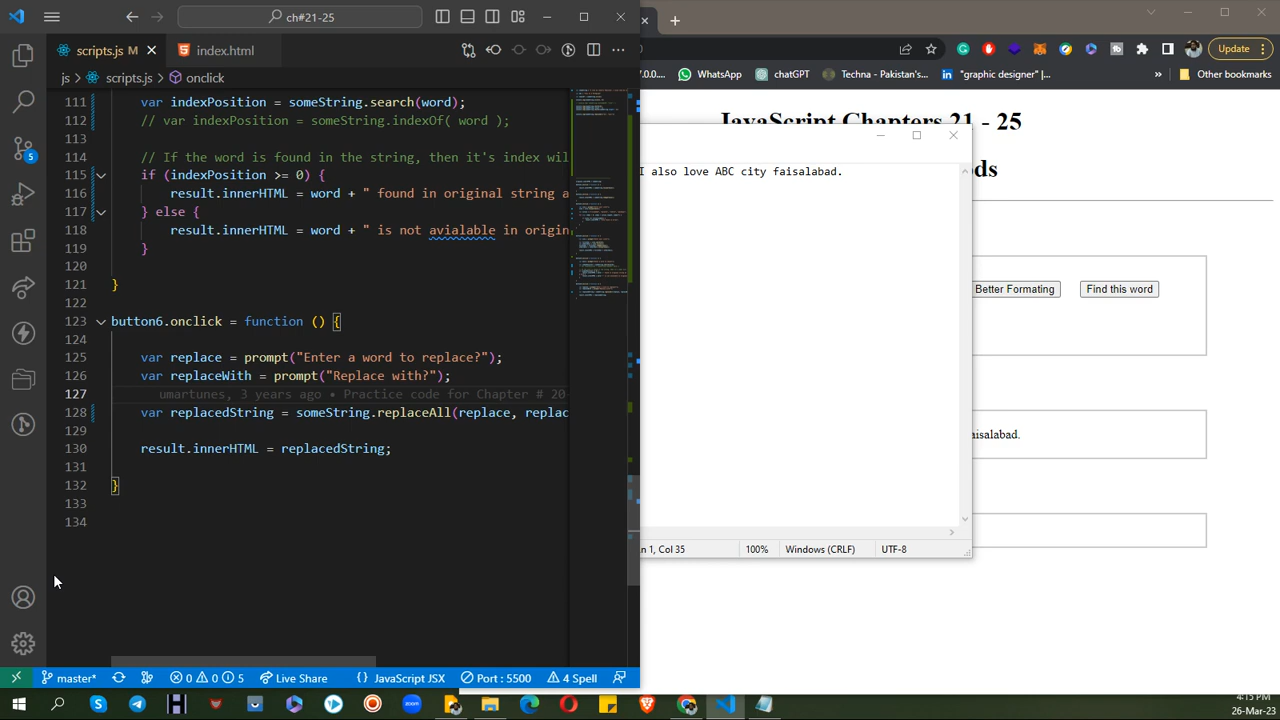 ch#21-25
scripts.js M
index.html
js > scripts.js > onclick
111 var indexPosition = someString.search(word);
112 //var indexPosition = someString.indexOf( word );
113
114 // If the word is found in the string, then it's index wil
115 if (indexPosition
116 result.innerHTML = word + " found in original string a
117
118 result.innerHTML = word + " is not avialable in origin
119 }
120
121 }
122
123 button6.onclick = function () {
124
125 var replace = prompt("Enter a word to replace?");
126 var replaceWith = prompt("Replace with?");
127 umartunes, 3 years ago • Practice code for Chapter # 20-
128 var replacedString = someString.replaceAll(replace, replac
129
130 result.innerHTML = replacedString;
131
132 }
133
134
master*
0 0 5
Live Share
{} JavaScript JSX
Port : 5500
4 Spell
Update
WhatsApp
chatGPT
Techna - Pakistan's...
"graphic designer" |...
» Other bookmarks
JavaScript Chapters 21 - 25
I also love ABC city faisalabad.
Better Formating
Find this word
faisalabad.
Ln 1, Col 35
100%
Windows (CRLF)
UTF-8
zoom
4:15 PM
26-Mar-23